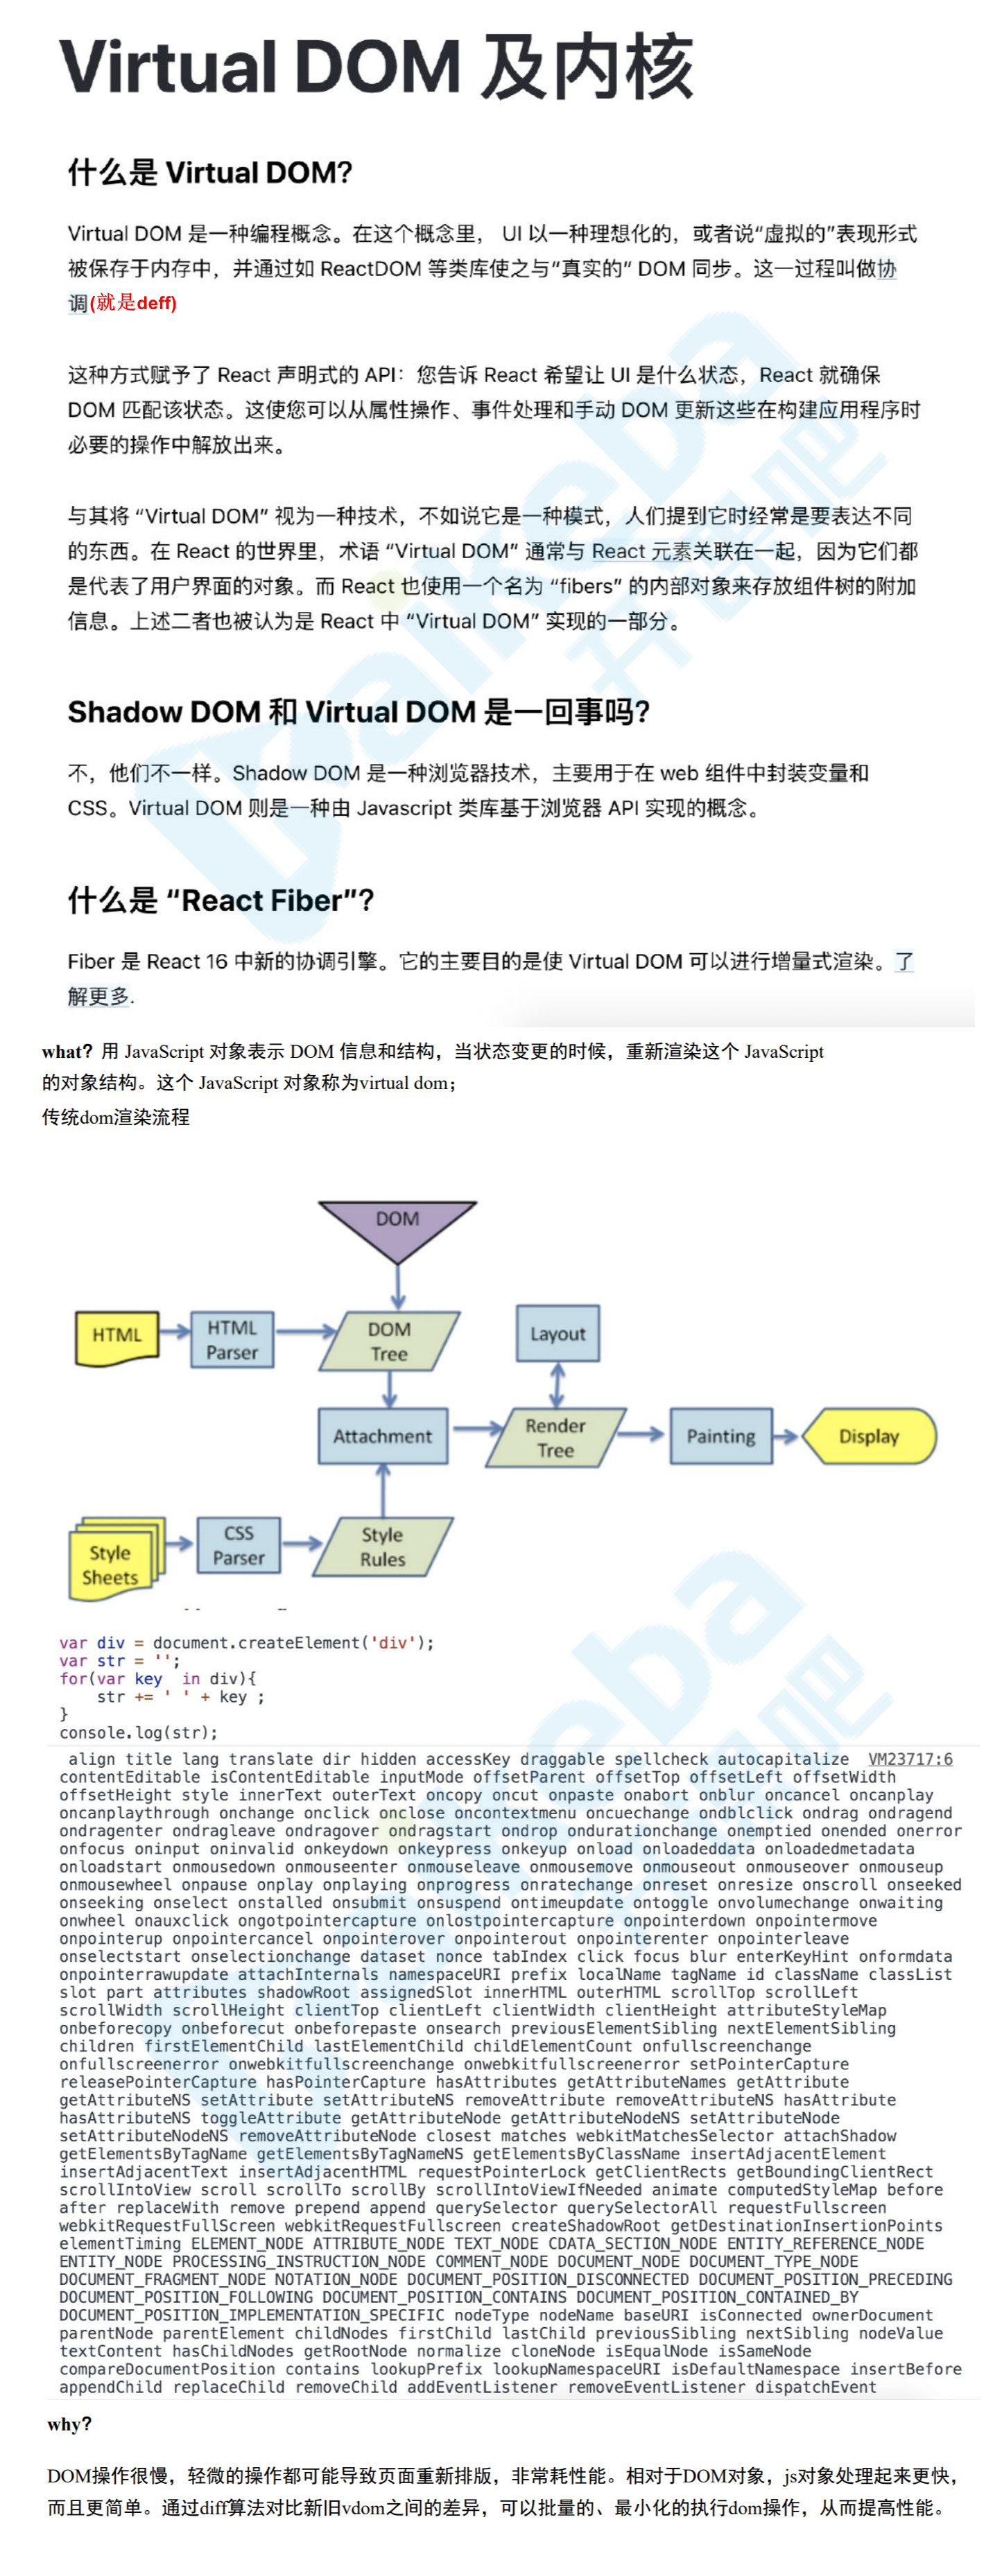 Virtual DOM 及内核
什么是 Virtual DOM?
Virtual DOM 是一种编程概念。在这个概念里， UI 以一种理想化的，或者说“虚拟的”表现形式
被保存于内存中，并通过如 ReactDOM 等类库使之与“真实的“ DOM 同步。这一过程叫做协
调(就是deff)
这种方式赋予了 React 声明式的 API：您告诉 React 希望让 UI 是什么状态，React 就确保
DOM 匹配该状态。这使您可以从属性操作、事件处理和手动 DOM 更新这些在构建应用程序时
必要的操作中解放出来。
与其将 “Virtual DOM” 视为一种技术，不如说它是一种模式，人们提到它时经常是要表达不同
的东西。在 React 的世界里，术语 “Virtual DOM” 通常与 React 元素关联在一起，因为它们都
是代表了用户界面的对象。而 React 也使用一个名为 “fibers” 的内部对象来存放组件树的附加
信息。上述二者也被认为是 React 中 “Virtual DOM” 实现的一部分。
Shadow DOM 和 Virtual DOM 是一回事吗?
不，他们不一样。Shadow DOM 是一种浏览器技术，主要用于在 web 组件中封装变量和
CSS。Virtual DOM 则是一种由 Javascript 类库基于浏览器 API 实现的概念。
什么是 “React Fiber”?
Fiber 是 React 16 中新的协调引擎。它的主要目的是使 Virtual DOM 可以进行增量式渲染。了
解更多.
what？用 JavaScript 对象表示 DOM 信息和结构，当状态变更的时候，重新渲染这个 JavaScript
的对象结构。这个 JavaScript 对象称为virtual dom；
传统dom渲染流程
DOM
HTML
HTML
Parser
DOM
Tree
Layout
Attachment
Render
Tree
Painting
Display
Style
Sheets
CSS
Parser
Style
Rules
var div = document.createElement('div');
var str = '';
for(var key  in div){
    str += ' ' + key ;
}
console.log(str);
align title lang translate dir hidden accessKey draggable spellcheck autocapitalize VM23717:6
contentEditable isContentEditable inputMode offsetParent offsetTop offsetLeft offsetWidth
offsetHeight style innerText outerText oncopy oncut onpaste onabort onblur oncancel oncanplay
oncanplaythrough onchange onclick onclose oncontextmenu oncuechange ondblclick ondrag ondragend
ondragenter ondragleave ondragover ondragstart ondrop ondurationchange onemptied onended onerror
onfocus oninput oninvalid onkeydown onkeypress onkeyup onload onloadeddata onloadedmetadata
onloadstart onmousedown onmouseenter onmouseleave onmousemove onmouseout onmouseover onmouseup
onmousewheel onpause onplay onplaying onprogress onratechange onreset onresize onscroll onseeked
onseeking onselect onstalled onsubmit onsuspend ontimeupdate ontoggle onvolumechange onwaiting
onwheel onauxclick ongotpointercapture onlostpointercapture onpointerdown onpointermove
onpointerup onpointercancel onpointerover onpointerout onpointerenter onpointerleave
onselectstart onselectionchange dataset nonce tabIndex click focus blur enterKeyHint onformdata
onpointerrawupdate attachInternals namespaceURI prefix localName tagName id className classList
slot part attributes shadowRoot assignedSlot innerHTML outerHTML scrollTop scrollLeft
scrollWidth scrollHeight clientTop clientLeft clientWidth clientHeight attributeStyleMap
onbeforecopy onbeforecut onbeforepaste onsearch previousElementSibling nextElementSibling
children firstElementChild lastElementChild childElementCount onfullscreenchange
onfullscreenerror onwebkitfullscreenchange onwebkitfullscreenerror setPointerCapture
releasePointerCapture hasPointerCapture hasAttributes getAttributeNames getAttribute
getAttributeNS setAttribute setAttributeNS removeAttribute removeAttributeNS hasAttribute
hasAttributeNS toggleAttribute getAttributeNode getAttributeNodeNS setAttributeNode
setAttributeNodeNS removeAttributeNode closest matches webkitMatchesSelector attachShadow
getElementsByTagName getElementsByTagNameNS getElementsByClassName insertAdjacentElement
insertAdjacentText insertAdjacentHTML requestPointerLock getClientRects getBoundingClientRect
scrollIntoView scroll scrollTo scrollBy scrollIntoViewIfNeeded animate computedStyleMap before
after replaceWith remove prepend append querySelector querySelectorAll requestFullscreen
webkitRequestFullScreen webkitRequestFullscreen createShadowRoot getDestinationInsertionPoints
elementTiming ELEMENT_NODE ATTRIBUTE_NODE TEXT_NODE CDATA_SECTION_NODE ENTITY_REFERENCE_NODE
ENTITY_NODE PROCESSING_INSTRUCTION_NODE COMMENT_NODE DOCUMENT_NODE DOCUMENT_TYPE_NODE
DOCUMENT_FRAGMENT_NODE NOTATION_NODE DOCUMENT_POSITION_DISCONNECTED DOCUMENT_POSITION_PRECEDING
DOCUMENT_POSITION_FOLLOWING DOCUMENT_POSITION_CONTAINS DOCUMENT_POSITION_CONTAINED_BY
DOCUMENT_POSITION_IMPLEMENTATION_SPECIFIC nodeType nodeName baseURI isConnected ownerDocument
parentNode parentElement childNodes firstChild lastChild previousSibling nextSibling nodeValue
textContent hasChildNodes getRootNode normalize cloneNode isEqualNode isSameNode
compareDocumentPosition contains lookupPrefix lookupNamespaceURI isDefaultNamespace insertBefore
appendChild replaceChild removeChild addEventListener removeEventListener dispatchEvent
why？
DOM操作很慢，轻微的操作都可能导致页面重新排版，非常耗性能。相对于DOM对象，js对象处理起来更快，
而且更简单。通过diff算法对比新旧vdom之间的差异，可以批量的、最小化的执行dom操作，从而提高性能。
Kaikeba
开课吧
Kaikeba
开课吧